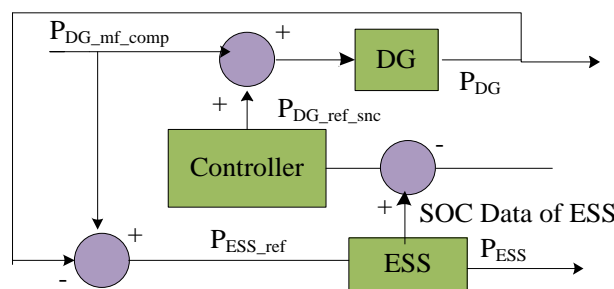 P_DG_mf_comp
+
DG
P_DG
+
P_DG_ref_snc
Controller
-
+
SOC Data of ESS
+
P_ESS_ref
ESS
P_ESS
-